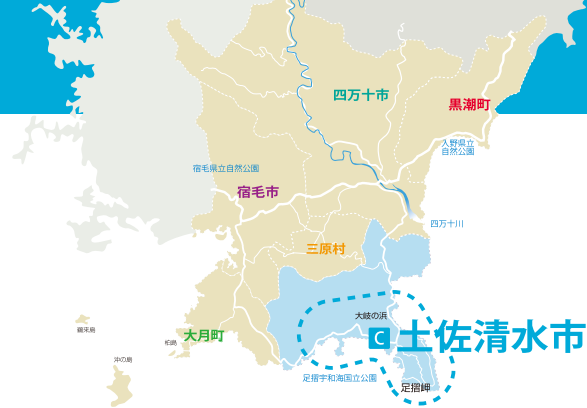 四万十市
黒潮町
入野県立
自然公園
宿毛県立自然公園
宿毛市
四万十川
三原村
大岐の浜
鵜来島
大月町
柏島
C 土佐清水市
沖の島
足摺宇和海国立公園
足摺岬